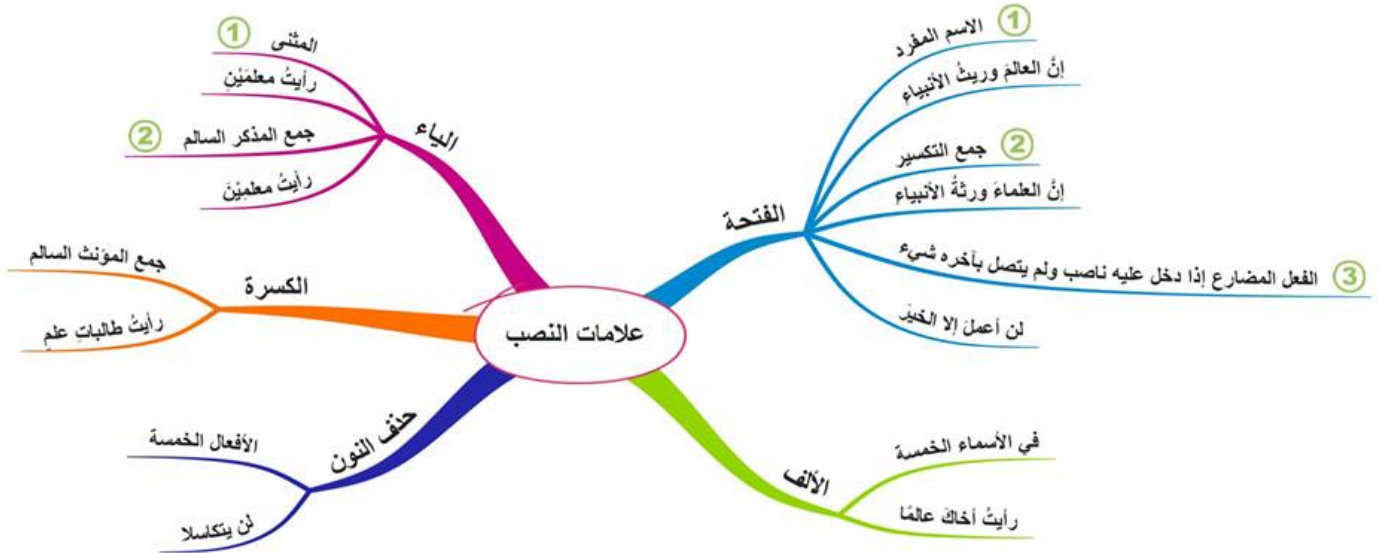 علامات النصب
الفتحة
① الاسم المفرد
إنَّ العالمَ وريثُ الأنبياءِ
② جمع التكسير
إنَّ العلماءَ ورثةُ الأنبياءِ
③ الفعل المضارع إذا دخل عليه ناصب ولم يتصل بآخره شيء
لن أعملَ إلا الخيرَ
الألف
في الأسماء الخمسة
رأيتُ أخاكَ عالمًا
الياء
① المثنى
رأيتُ معلمَيْنِ
② جمع المذكر السالم
رأيتُ معلمِيْنَ
الكسرة
جمع المؤنث السالم
رأيتُ طالباتِ علمٍ
حذف النون
الأفعال الخمسة
لن يتكاسلا